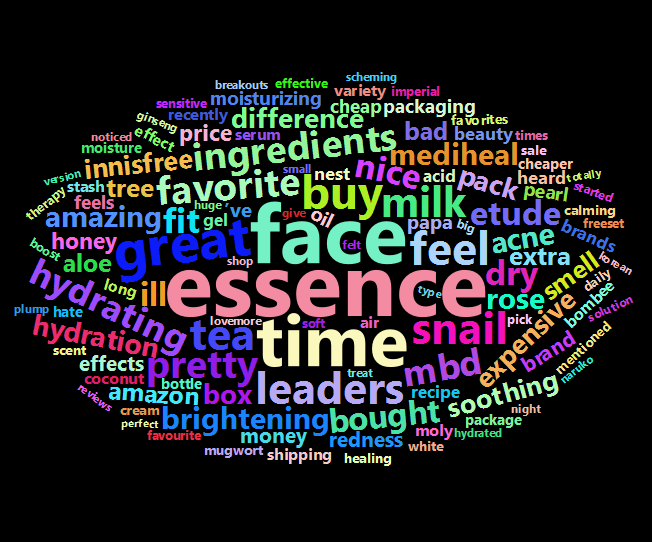 scheming
breakouts effective
variety imperial
sensitive moisturizing cheap packaging
ginseng recently difference favorites
noticed effect price serum bad beauty times
moisture innisfree ingredients mediheal sale
version small nest nice acid pack heard cheaper totally
therapy stash tree favorite buy milk pearl started
feels huge 've give oil papa big etude calming
amazing fit gel face brands freeset
honey great felt feel acne extra
boost aloe shop smell korean
long hydrating ill essence type dry rose daily bombee
plump hate lovemore soft air pick solution
hydration tea time snail expensive brand mentioned
scent effects pretty treat mbd naruko
coconut bottle leaders recipe soothing
reviews amazon box
cream brightening bought night
perfect favourite money redness moly hydrated package
mugwort shipping white
healing